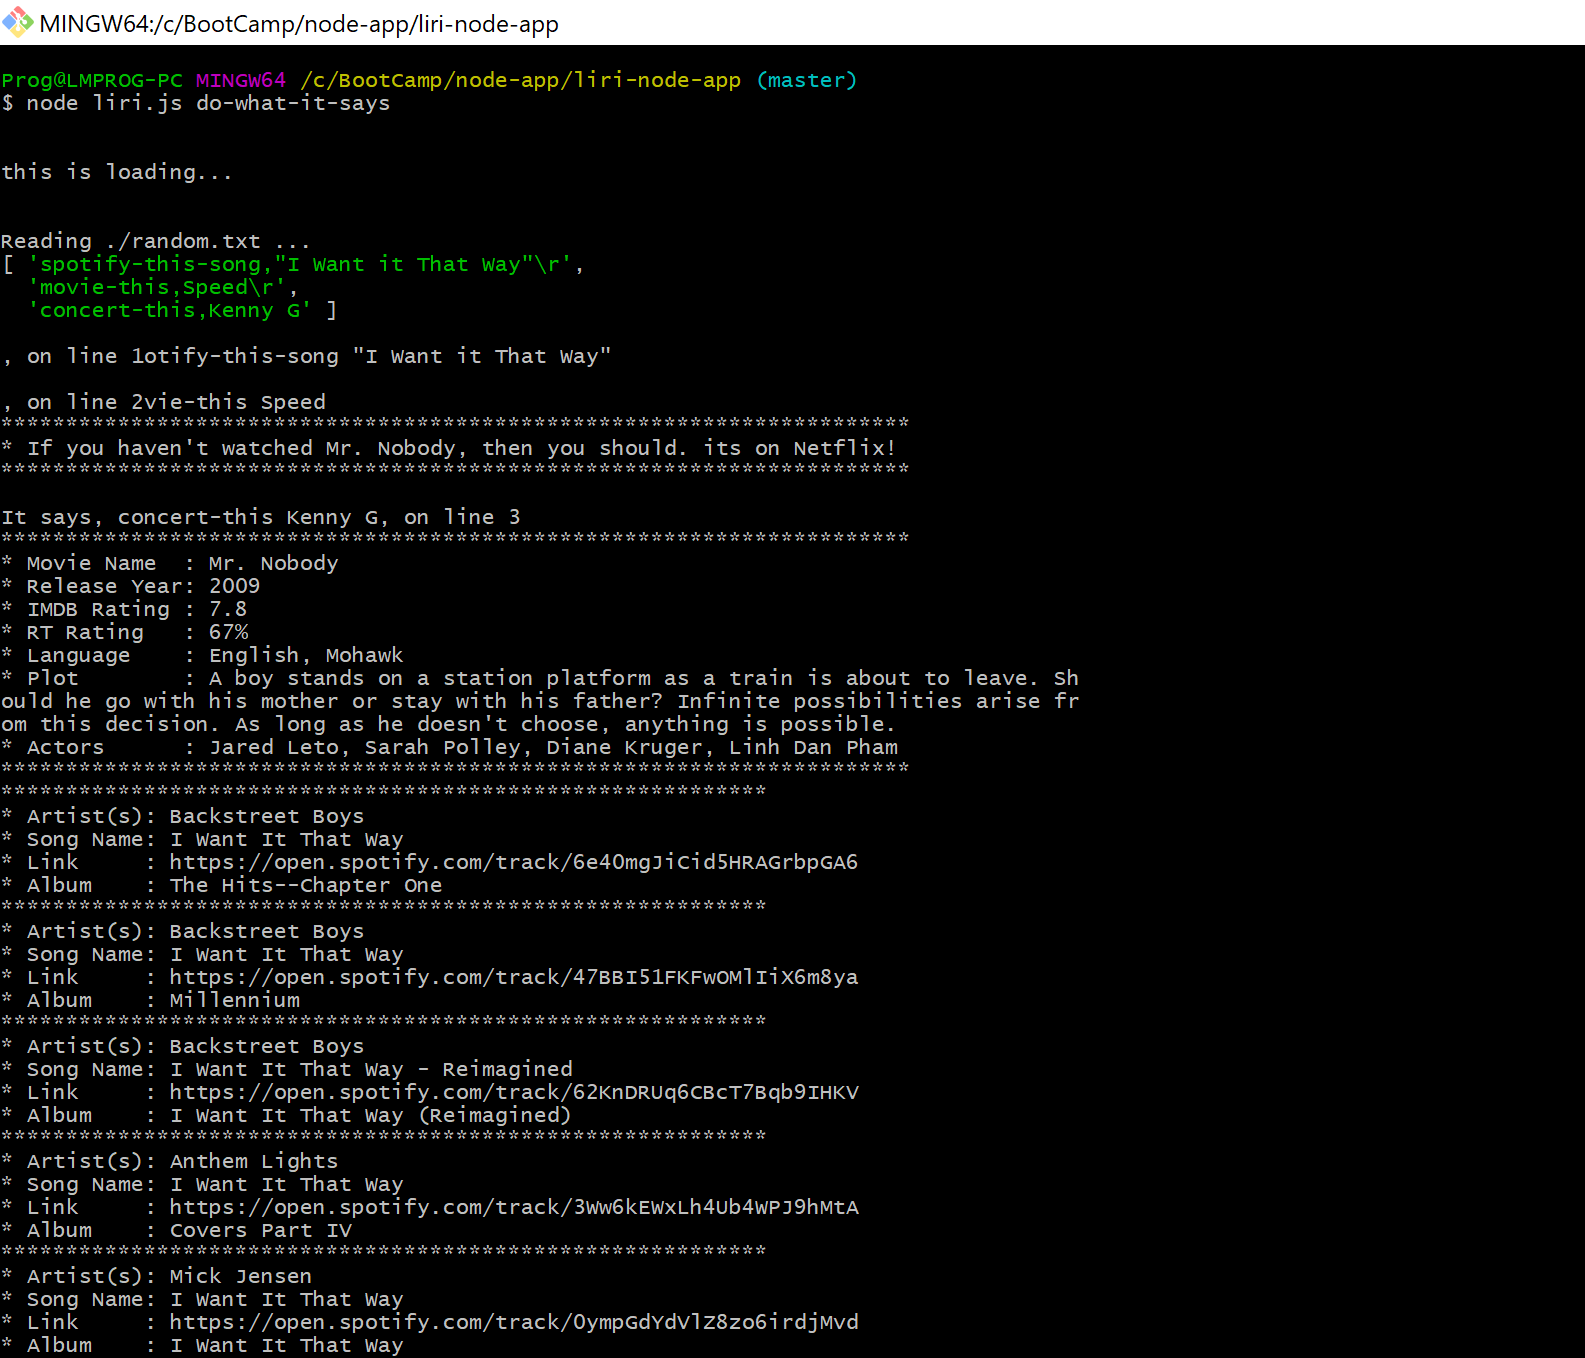 MINGW64:/c/BootCamp/node-app/liri-node-app
Prog@LMPROG-PC MINGW64 /c/BootCamp/node-app/liri-node-app (master)
$ node liri.js do-what-it-says
this is loading...
Reading ./random.txt ...
[ 'spotify-this-song,"I Want it That Way"\r',
'movie-this,Speed\r',
'concert-this,Kenny G' ]
, on line 1otify-this-song "I Want it That Way"
, on line 2vie-this Speed
**********************************************************************
* If you haven't watched Mr. Nobody, then you should. its on Netflix!
**********************************************************************
It says, concert-this Kenny G, on line 3
**********************************************************************
* Movie Name  : Mr. Nobody
* Release Year: 2009
* IMDB Rating : 7.8
* RT Rating   : 67%
* Language    : English, Mohawk
* Plot        : A boy stands on a station platform as a train is about to leave. Sh
ould he go with his mother or stay with his father? Infinite possibilities arise fr
om this decision. As long as he doesn't choose, anything is possible.
* Actors      : Jared Leto, Sarah Polley, Diane Kruger, Linh Dan Pham
**********************************************************************
***********************************************************
* Artist(s): Backstreet Boys
* Song Name: I Want It That Way
* Link     : https://open.spotify.com/track/6e40mgJiCid5HRAGrbpGA6
* Album    : The Hits--Chapter One
***********************************************************
* Artist(s): Backstreet Boys
* Song Name: I Want It That Way
* Link     : https://open.spotify.com/track/47BBI51FKFwOMlIiX6m8ya
* Album    : Millennium
***********************************************************
* Artist(s): Backstreet Boys
* Song Name: I Want It That Way - Reimagined
* Link     : https://open.spotify.com/track/62KnDRUq6CBcT7Bqb9IHKV
* Album    : I Want It That Way (Reimagined)
***********************************************************
* Artist(s): Anthem Lights
* Song Name: I Want It That Way
* Link     : https://open.spotify.com/track/3Ww6kEWxLh4Ub4WPJ9hMtA
* Album    : Covers Part IV
***********************************************************
* Artist(s): Mick Jensen
* Song Name: I Want It That Way
* Link     : https://open.spotify.com/track/0ympGdYdVlZ8zo6irdjMvd
* Album    : I Want It That Way